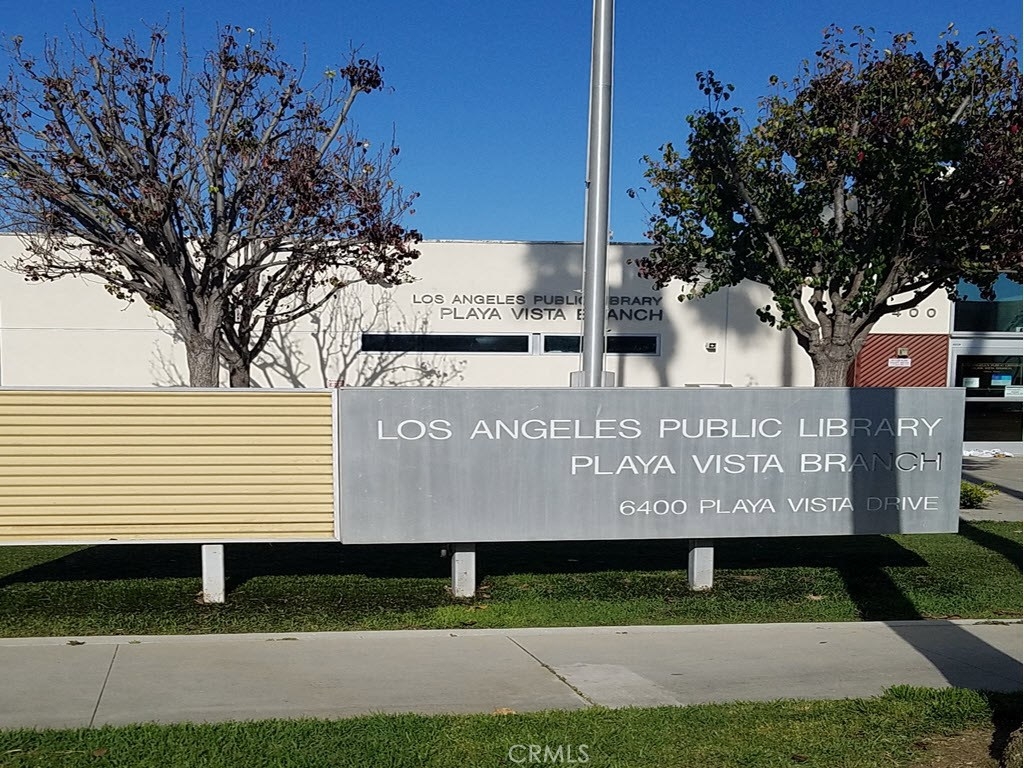 LOS ANGELES PUBLIC LIBRARY
PLAYA VISTA BRANCH
400
LOS ANGELES PUBLIC LIBRARY
PLAYA VISTA BRANCH
6400 PLAYA VISTA DRIVE
CRMLS